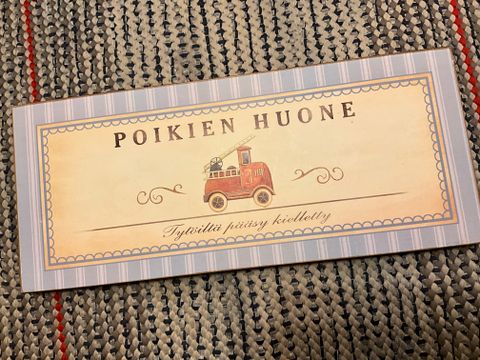 POIKIEN HUONE
Tytöiltä pääsy kielletty